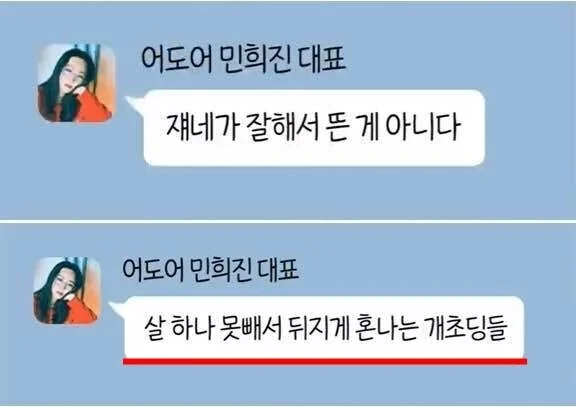 어도어 민희진 대표
쟤네가 잘해서 뜬 게 아니다
어도어 민희진 대표
살 하나 못빼서 뒤지게 혼나는 개초딩들